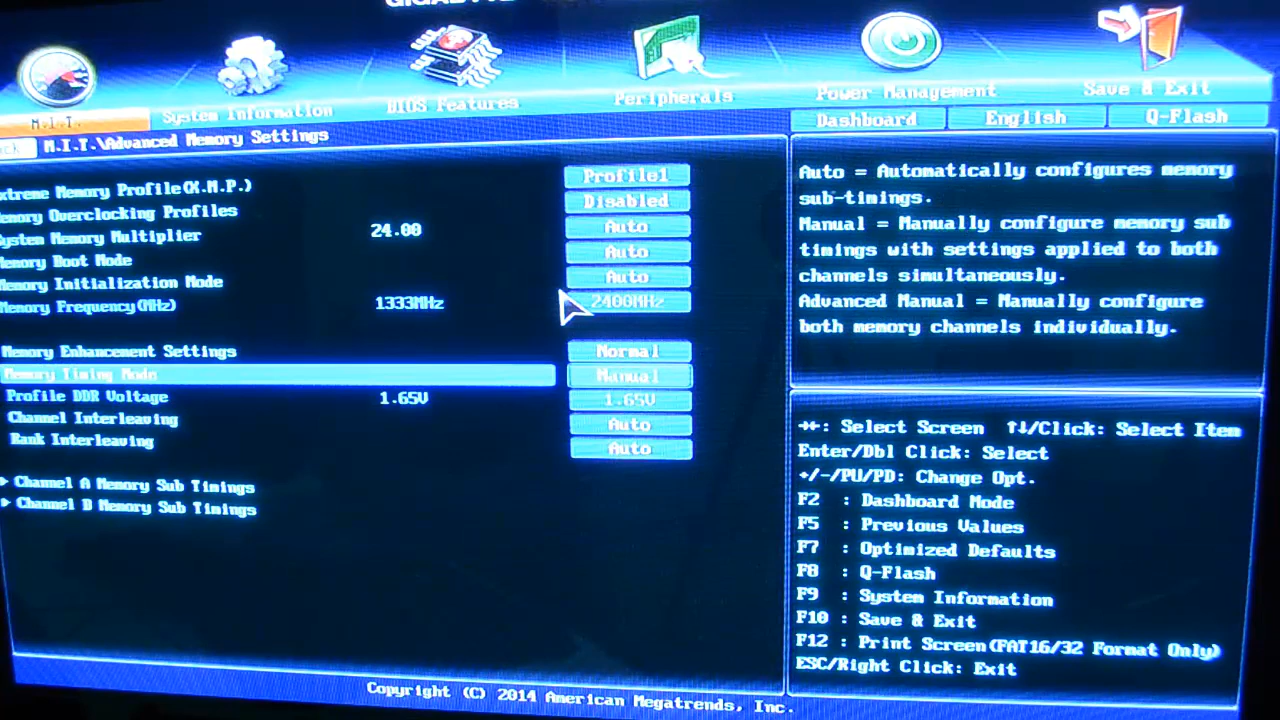 M.I.T.
System Information
BIOS Features
Peripherals
Power Management
Save & Exit
Dashboard
English
Q-Flash
M.I.T.\Advanced Memory Settings
xtreme Memory Profile(X.M.P.) Profile1
emory Overclocking Profiles Disabled
ystem Memory Multiplier 24.00 Auto
emory Boot Mode Auto
Memory Initialization Mode Auto
Memory Frequency(MHz) 1333MHz 2400MHz
Memory Enhancement Settings Normal
Memory Timing Mode Manual
Profile DDR Voltage 1.65V 1.65V
Channel Interleaving Auto
Rank Interleaving Auto
Channel A Memory Sub Timings
Channel B Memory Sub Timings
Auto = Automatically configures memory
sub-timings.
Manual = Manually configure memory sub
timings with settings applied to both
channels simultaneously.
Advanced Manual = Manually configure
both memory channels individually.
→←: Select Screen ↑↓/Click: Select Item
Enter/Dbl Click: Select
+/-/PU/PD: Change Opt.
F2 : Dashboard Mode
F5 : Previous Values
F7 : Optimized Defaults
F8 : Q-Flash
F9 : System Information
F10 : Save & Exit
F12 : Print Screen(FAT16/32 Format Only)
ESC/Right Click: Exit
Copyright (C) 2014 American Megatrends, Inc.